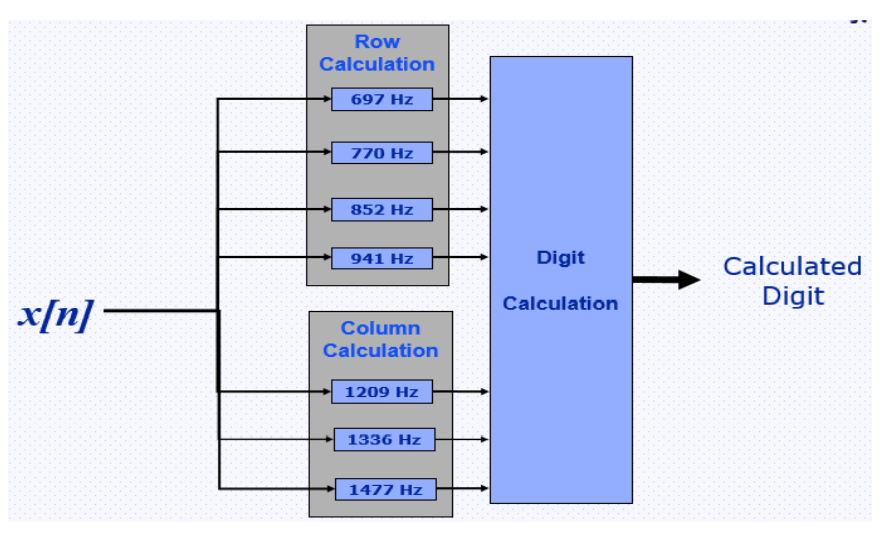 Row
Calculation
697 Hz
770 Hz
852 Hz
941 Hz
x[n]
Column
Calculation
1209 Hz
1336 Hz
1477 Hz
Digit
Calculation
Calculated
Digit